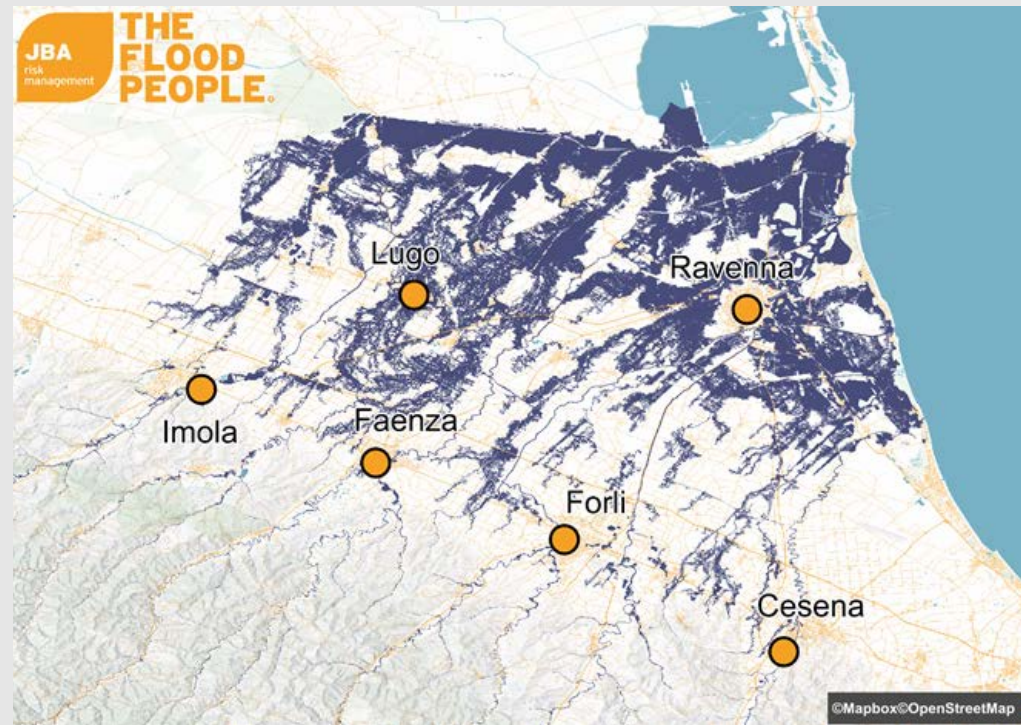 JBA
risk
management
THE
FLOOD
PEOPLE.
Lugo
Ravenna
Imola
Faenza
Forli
Cesena
©Mapbox©OpenStreetMap